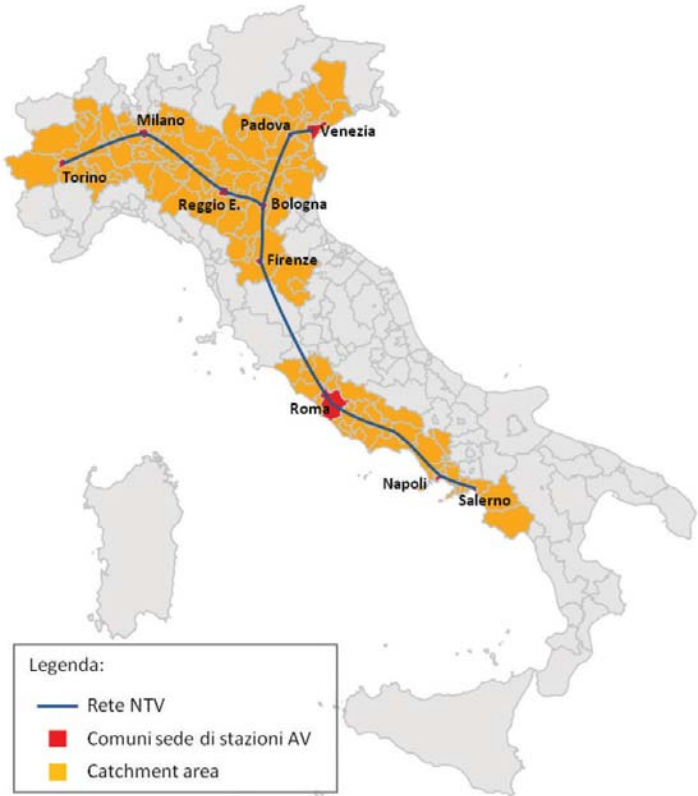 Milano
Padova
Venezia
Torino
Reggio E.
Bologna
Firenze
Roma
Napoli
Salerno
Legenda:
Rete NTV
Comuni sede di stazioni AV
Catchment area